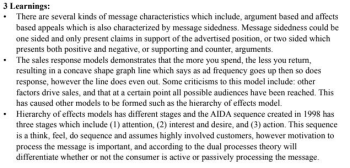 3 Learnings:
• There are several kinds of message characteristics which include, argument based and affects
based appeals which is also characterized by message sidedness. Message sidedness could be
one sided and only present claims in support of the advertised position, or two sided which
presents both positive and negative, or supporting and counter, arguments.
• The sales response models demonstrates that the more you spend, the less you return,
resulting in a concave shape graph line which says as ad frequency goes up then so does
response, however the line does even out. Some criticisms to this model include: other
factors drive sales, and that at a certain point all possible audiences have been reached. This
has caused other models to be formed such as the hierarchy of effects model.
• Hierarchy of effects models has different stages and the AIDA sequence created in 1898 has
three stages which include (1) attention, (2) interest and desire, and (3) action. This sequence
is a think, feel, do sequence and assumes highly involved customers, however motivation to
process the message is important, and according to the dual processes theory will
differentiate whether or not the consumer is active or passively processing the message.